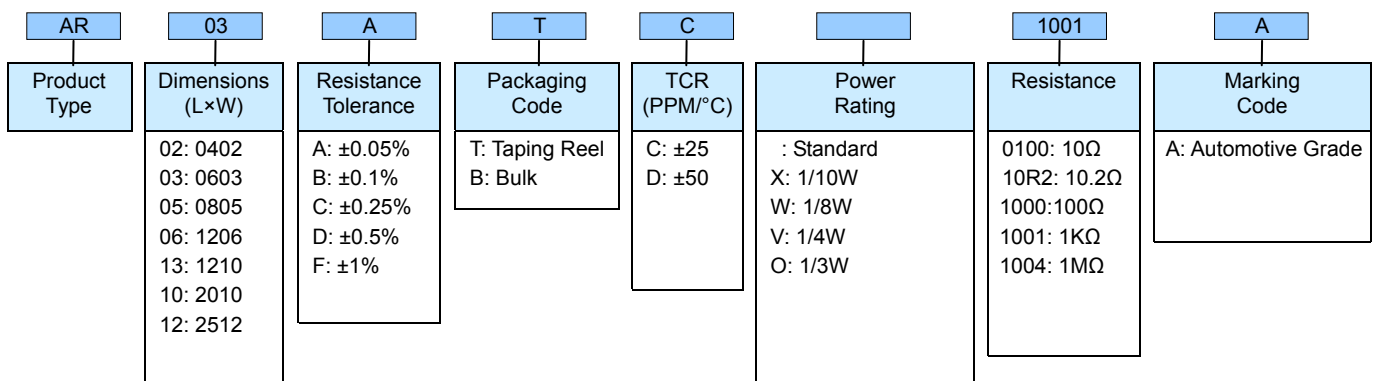 AR 03 A T C 1001 A
Product Type
Dimensions (L×W)
Resistance Tolerance
Packaging Code
TCR (PPM/°C)
Power Rating
Resistance
Marking Code
02: 0402
03: 0603
05: 0805
06: 1206
13: 1210
10: 2010
12: 2512
A: ±0.05%
B: ±0.1%
C: ±0.25%
D: ±0.5%
F: ±1%
T: Taping Reel
B: Bulk
C: ±25
D: ±50
: Standard
X: 1/10W
W: 1/8W
V: 1/4W
O: 1/3W
0100: 10Ω
10R2: 10.2Ω
1000:100Ω
1001: 1KΩ
1004: 1MΩ
A: Automotive Grade